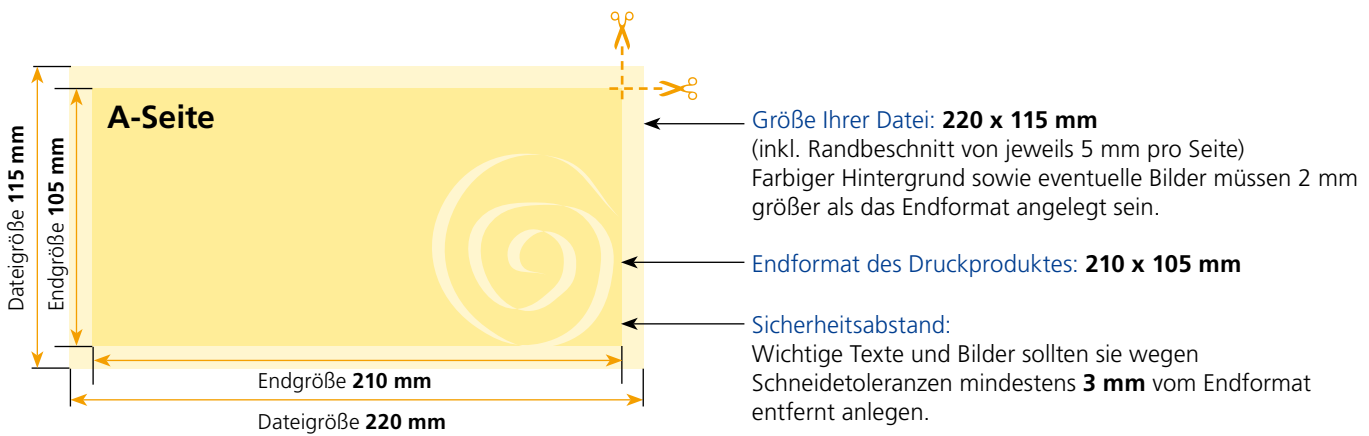 A-Seite
Dateigröße 115 mm
Endgröße 105 mm
Endgröße 210 mm
Dateigröße 220 mm
Größe Ihrer Datei: 220 x 115 mm
(inkl. Randbeschnitt von jeweils 5 mm pro Seite)
Farbiger Hintergrund sowie eventuelle Bilder müssen 2 mm
größer als das Endformat angelegt sein.
Endformat des Druckproduktes: 210 x 105 mm
Sicherheitsabstand:
Wichtige Texte und Bilder sollten sie wegen
Schneidetoleranzen mindestens 3 mm vom Endformat
entfernt anlegen.